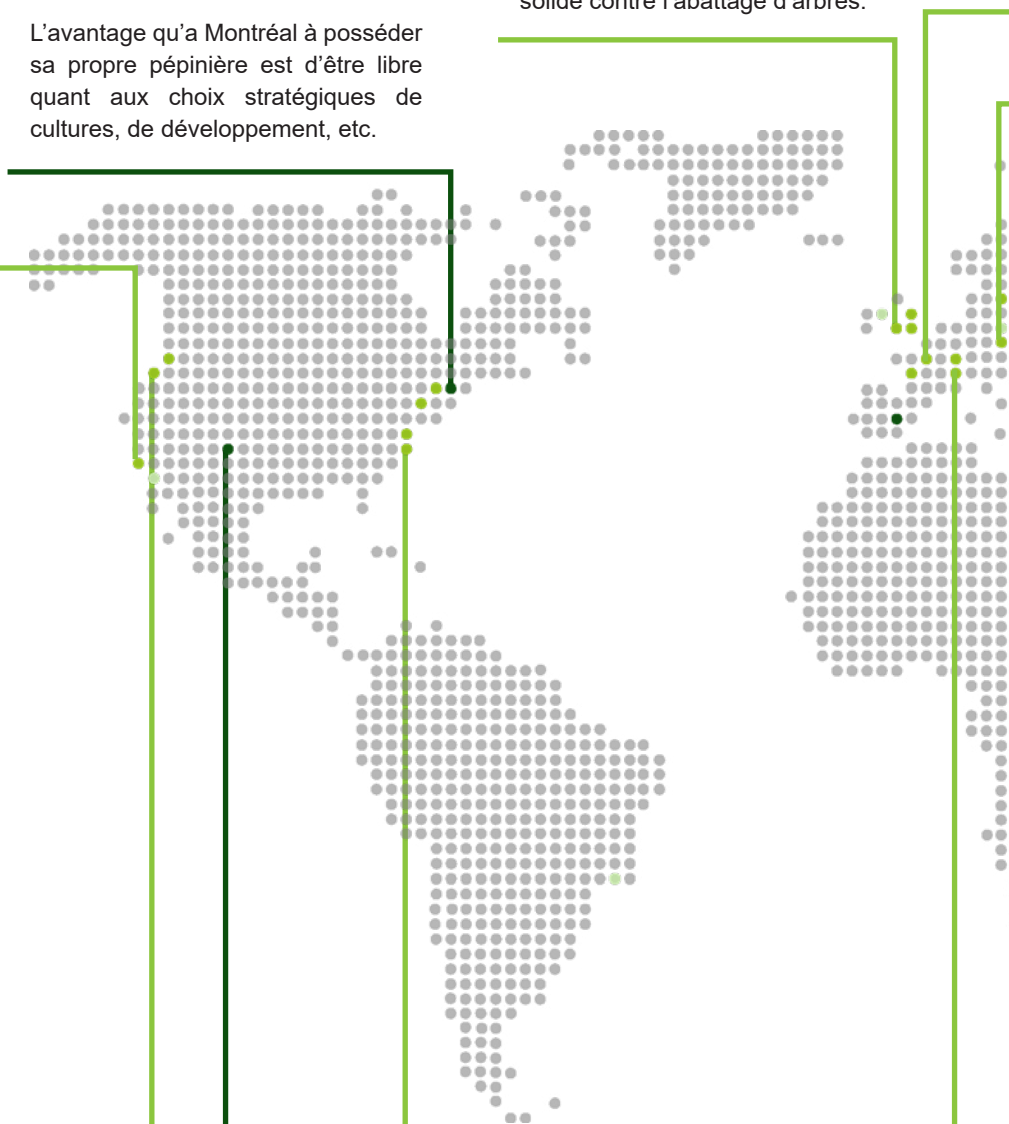 solide contre l'abattage d'arbres.
L’avantage qu’a Montréal à posséder
sa propre pépinière est d’être libre
quant aux choix stratégiques de
cultures, de développement, etc.